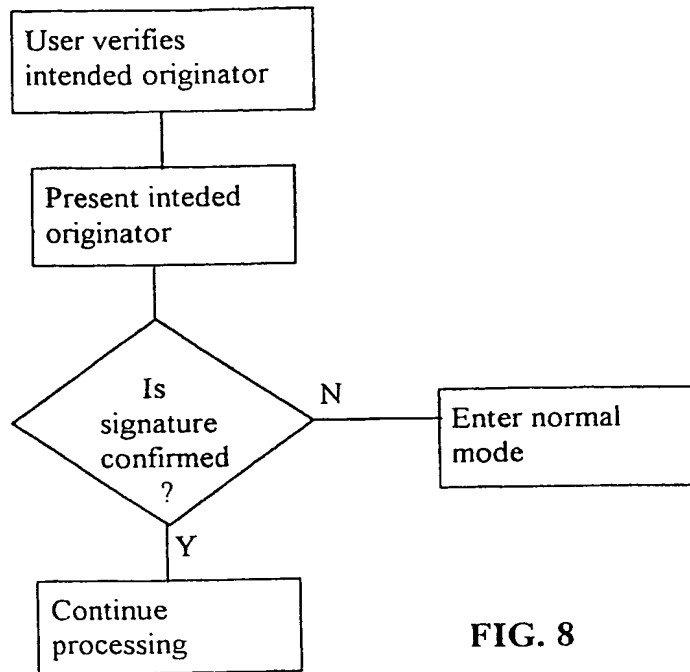 User verifies
intended originator
Present inteded
originator
Is
signature
confirmed
?
N
Enter normal
mode
Y
Continue
processing
FIG. 8